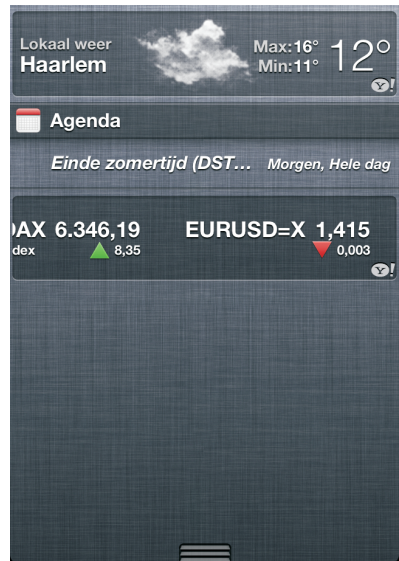 Lokaal weer
Haarlem
Max:16°
Min:11°
12°
Y!
Agenda
Einde zomertijd (DST… Morgen, Hele dag
AX 6.346,19 EURUSD=X 1,415
dex 8,35 0,003
Y!